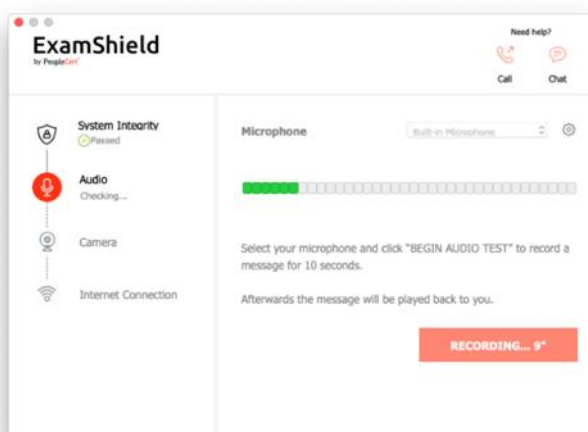 ExamShield
by PeopleCert
Need help?
Call
Chat
System Integrity
Passed
Audio
Checking...
Camera
Internet Connection
Microphone
Built-in Microphone
Select your microphone and click "BEGIN AUDIO TEST" to record a
message for 10 seconds.
Afterwards the message will be played back to you.
RECORDING... 9"